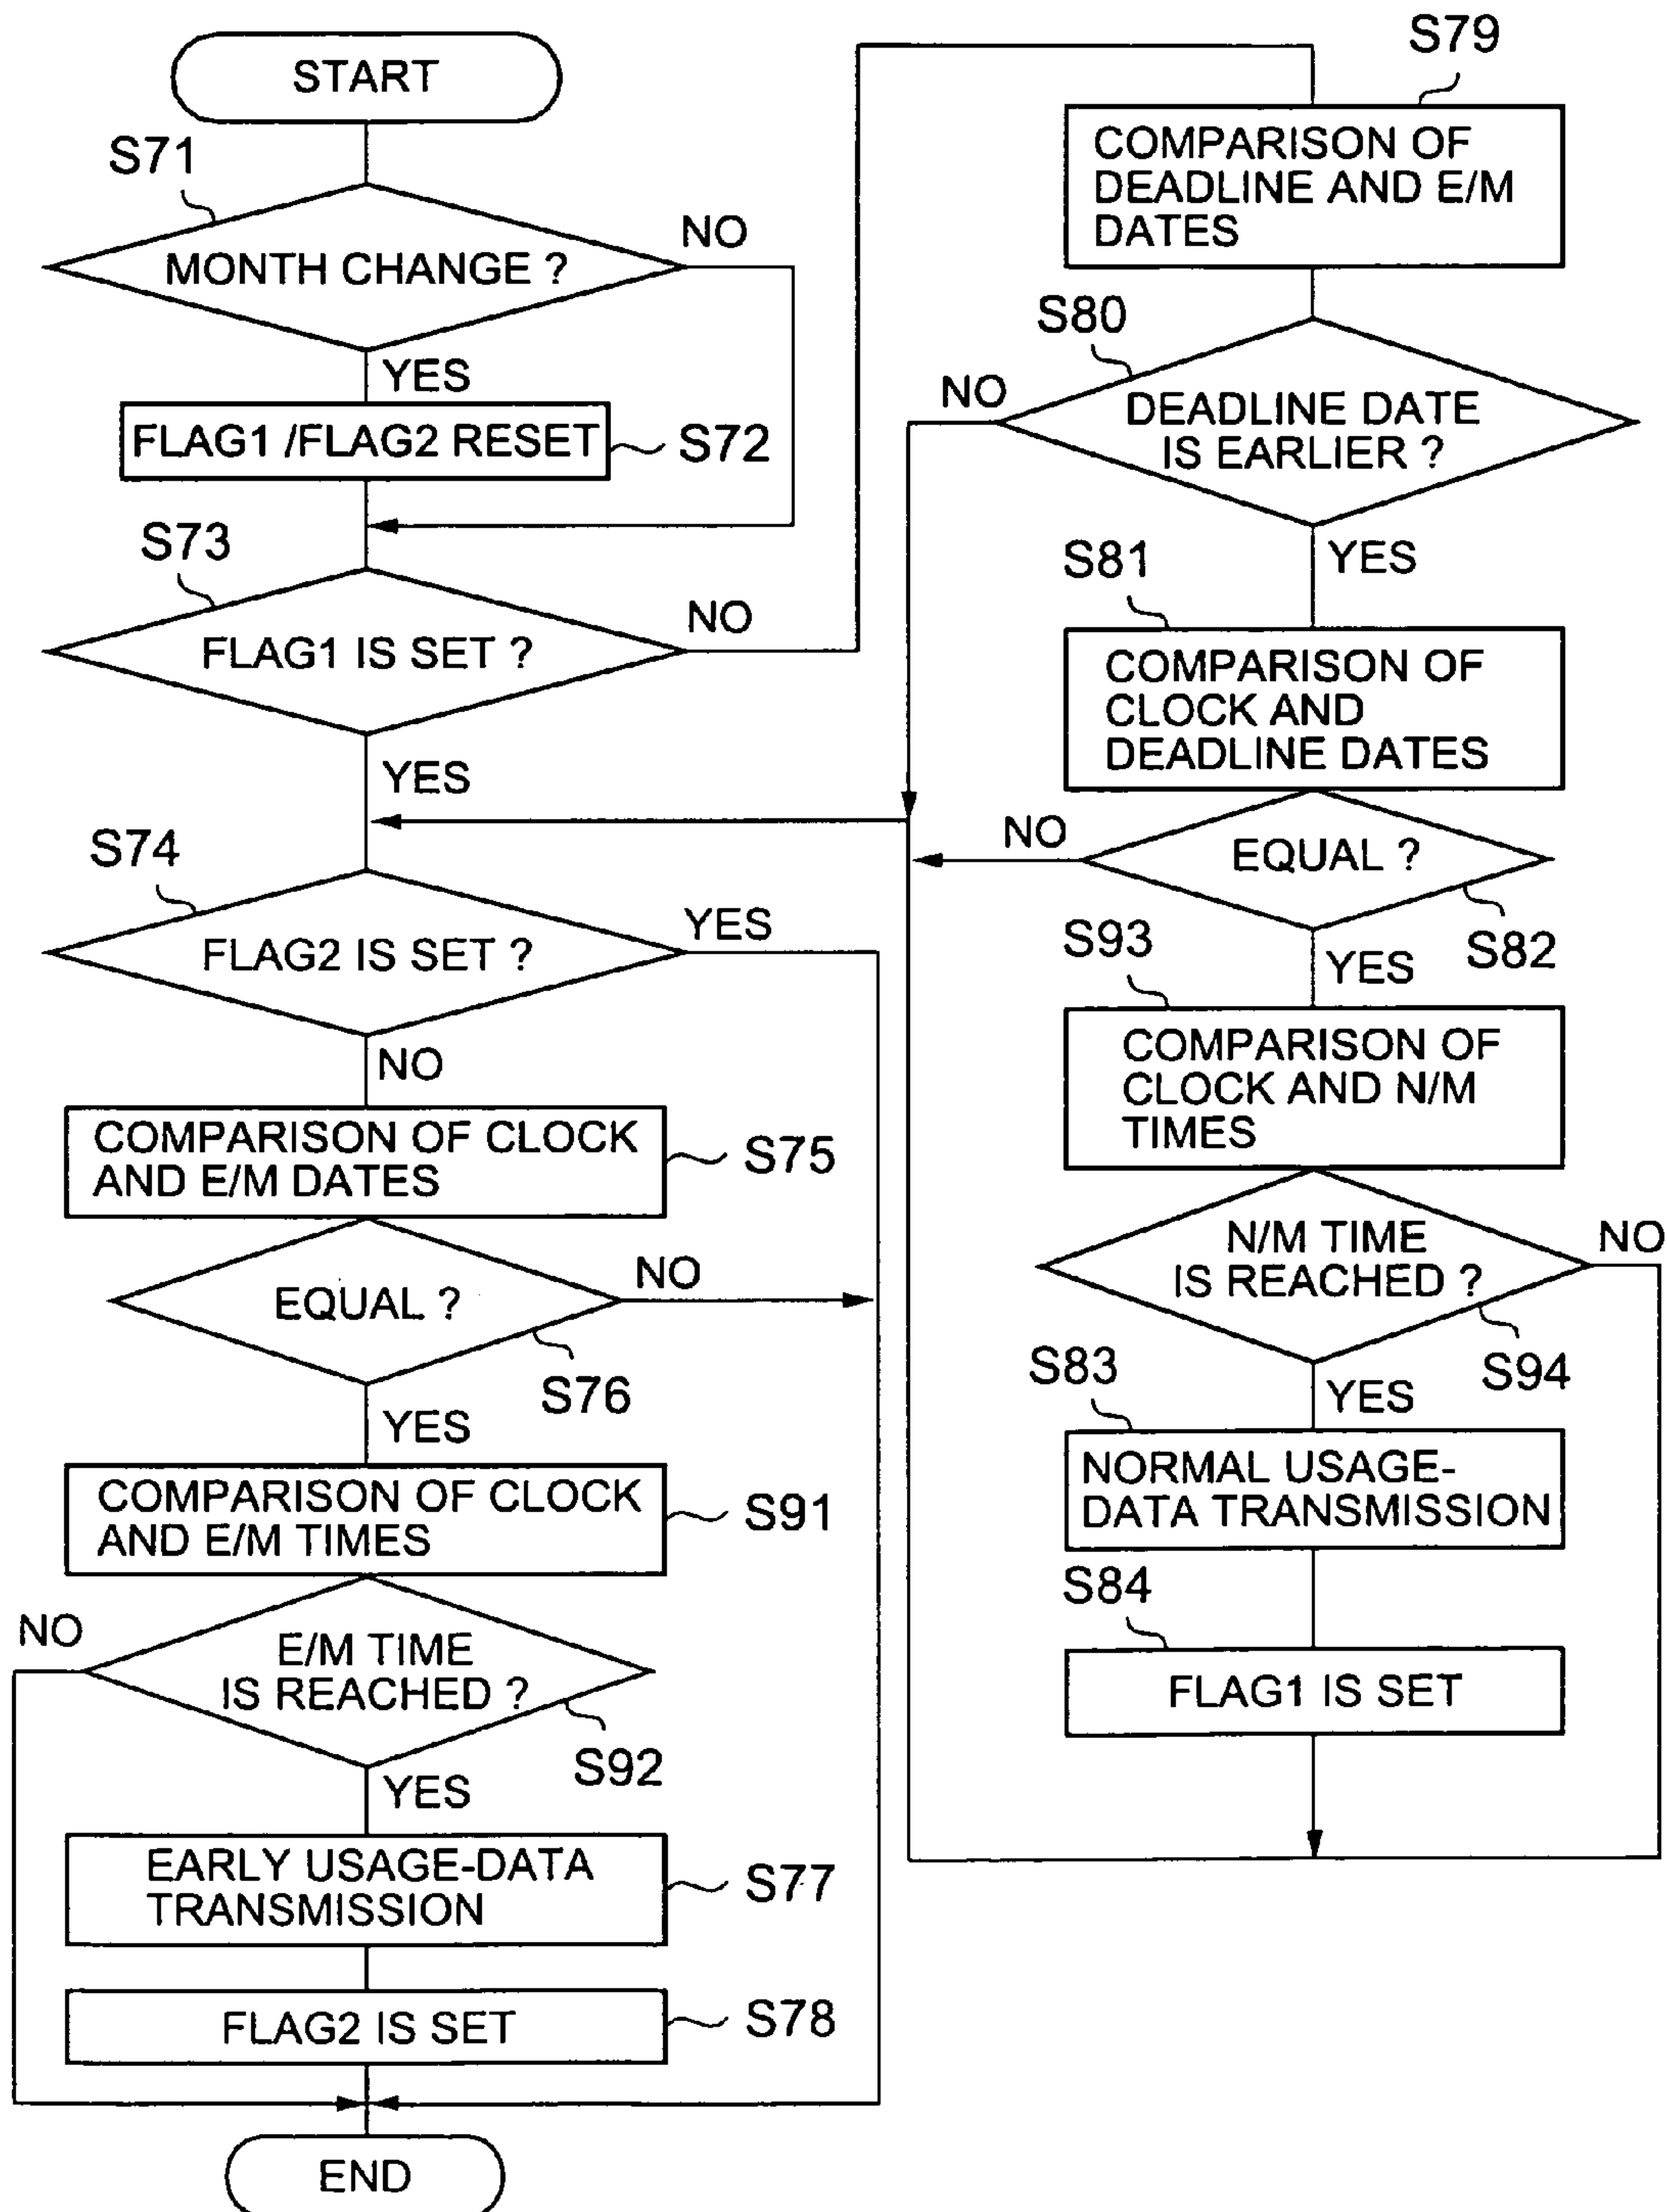 START
S71
MONTH CHANGE ?
NO
YES
FLAG1 /FLAG2 RESET
S72
S73
FLAG1 IS SET ?
NO
YES
S74
FLAG2 IS SET ?
YES
NO
COMPARISON OF CLOCK
AND E/M DATES
S75
EQUAL ?
NO
S76
YES
COMPARISON OF CLOCK
AND E/M TIMES
S91
NO
E/M TIME
IS REACHED ?
S92
YES
EARLY USAGE-DATA
TRANSMISSION
S77
FLAG2 IS SET
S78
END
S79
COMPARISON OF
DEADLINE AND E/M
DATES
S80
NO
DEADLINE DATE
IS EARLIER ?
YES
S81
COMPARISON OF
CLOCK AND
DEADLINE DATES
NO
EQUAL ?
S82
YES
S93
COMPARISON OF
CLOCK AND N/M
TIMES
N/M TIME
IS REACHED ?
NO
S94
YES
S83
NORMAL USAGE-
DATA TRANSMISSION
S84
FLAG1 IS SET